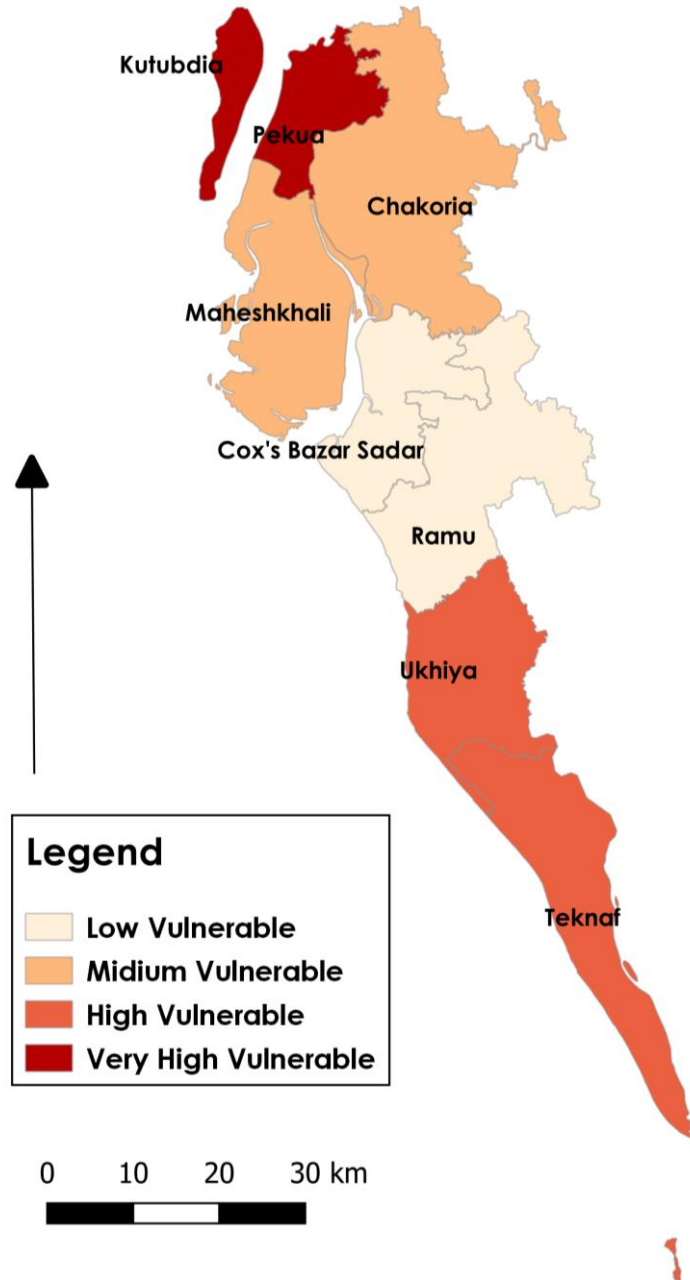 Kutubdia
Pekua
Chakoria
Maheshkhali
Cox's Bazar Sadar
Ramu
Ukhiya
Teknaf
Legend
Low Vulnerable
Midium Vulnerable
High Vulnerable
Very High Vulnerable
0 10 20 30 km